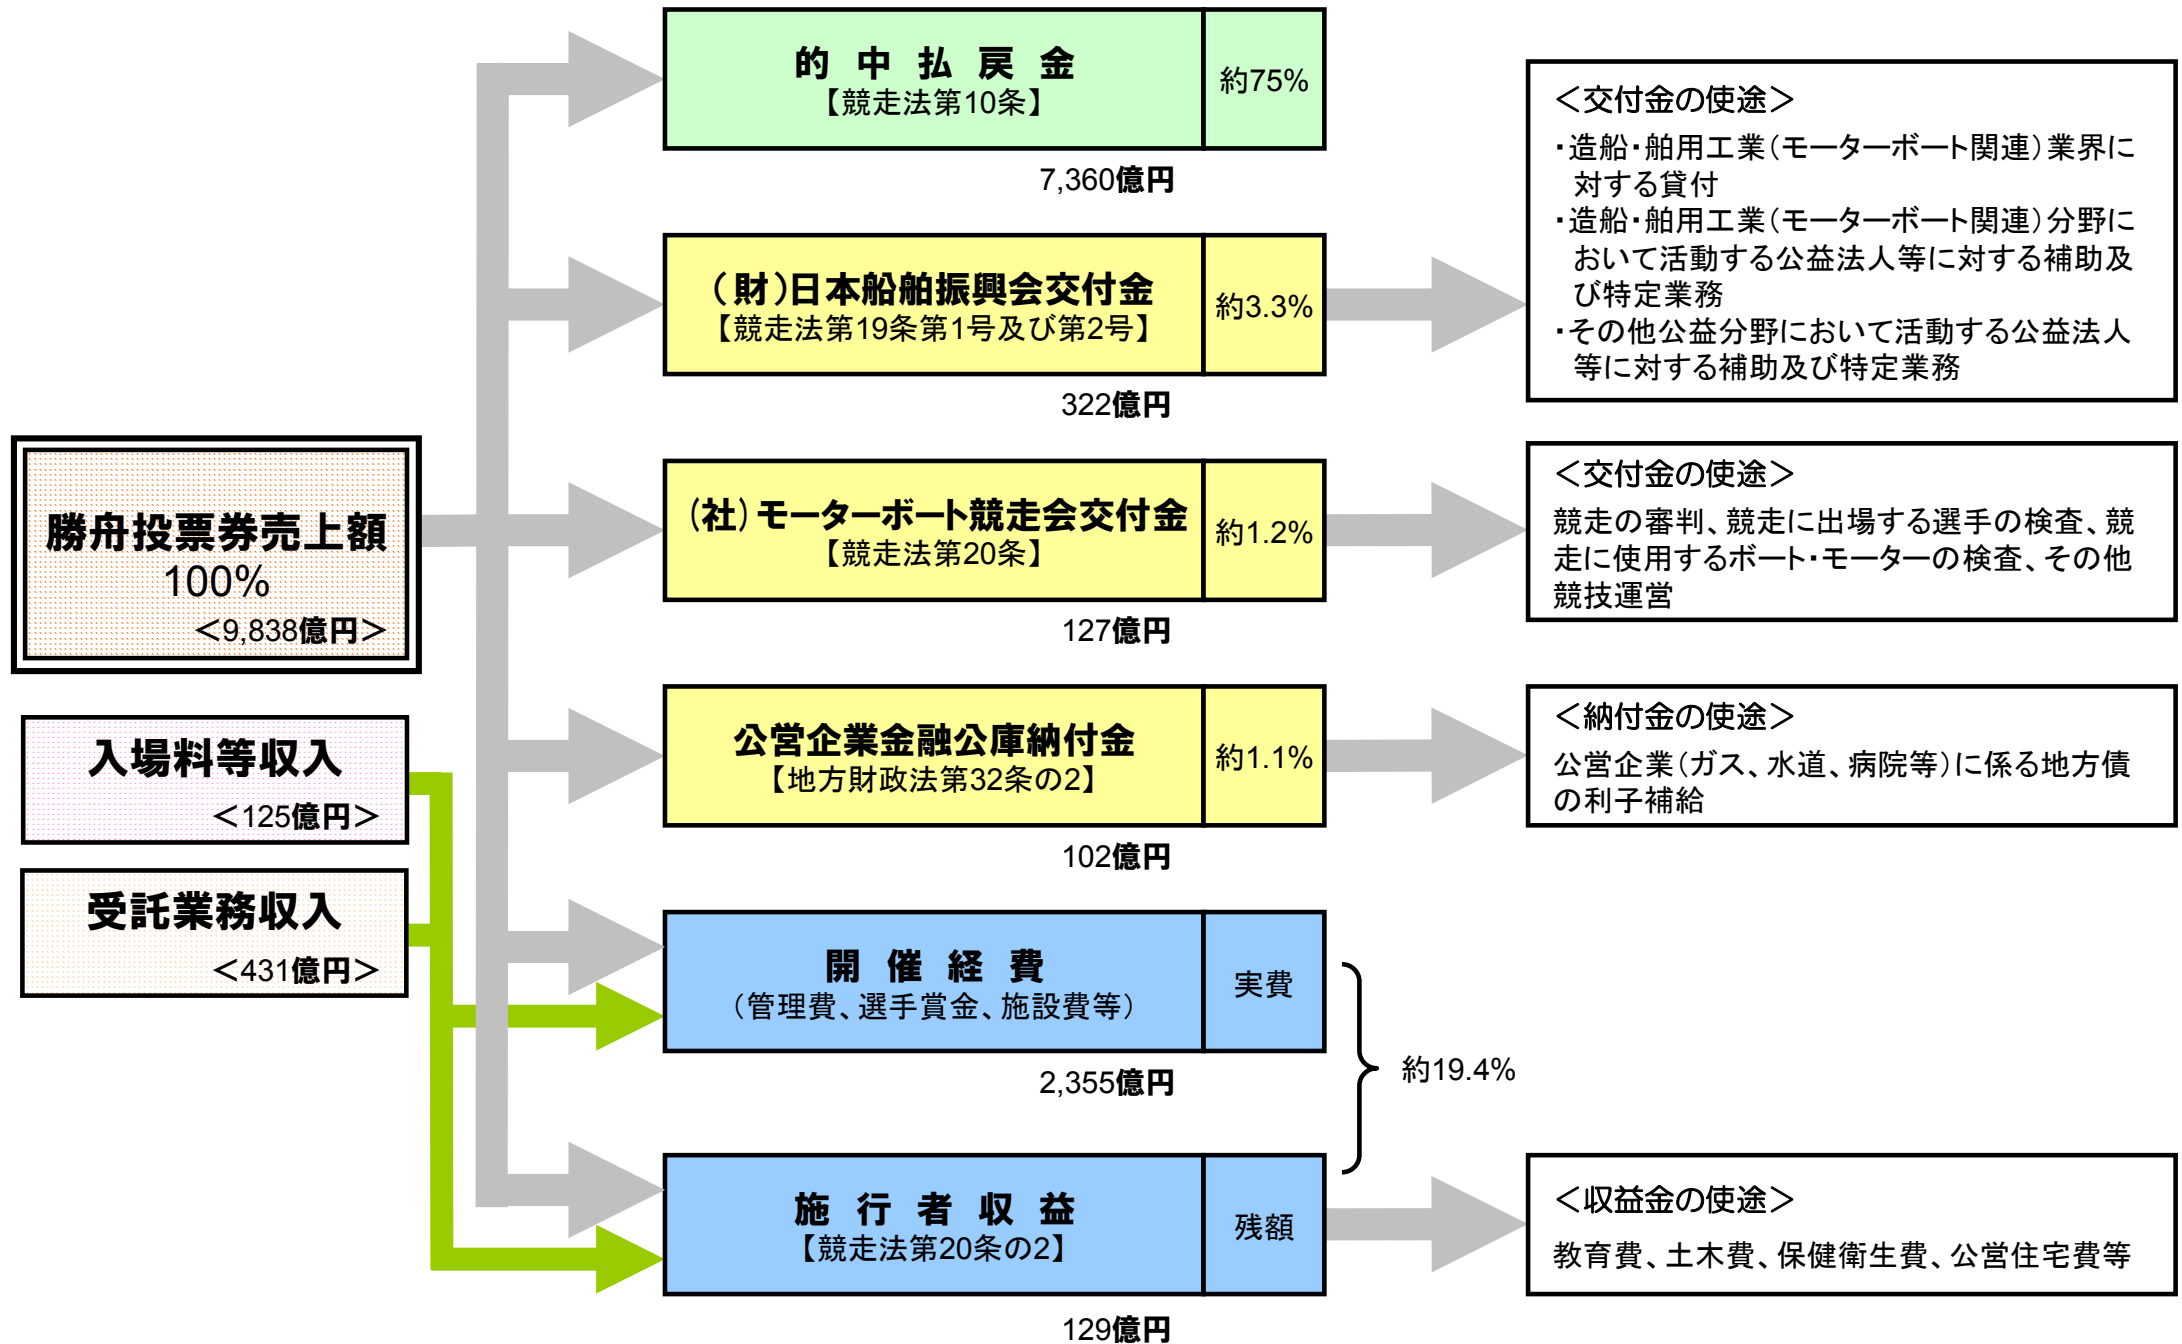 勝舟投票券売上額
100%
＜9,838億円＞
入場料等収入
＜125億円＞
受託業務収入
＜431億円＞
的中払戻金
【競走法第10条】
約75%
7,360億円
（財）日本船舶振興会交付金
【競走法第19条第1号及び第2号】
約3.3%
322億円
（社）モーターボート競走会交付金
【競走法第20条】
約1.2%
127億円
公営企業金融公庫納付金
【地方財政法第32条の2】
約1.1%
102億円
開催経費
（管理費、選手賞金、施設費等）
実費
2,355億円
施行者収益
【競走法第20条の2】
残額
129億円
約19.4%
＜交付金の使途＞
・造船・舶用工業（モーターボート関連）業界に
対する貸付
・造船・舶用工業（モーターボート関連）分野に
おいて活動する公益法人等に対する補助及
び特定業務
・その他公益分野において活動する公益法人
等に対する補助及び特定業務
＜交付金の使途＞
競走の審判、競走に出場する選手の検査、競
走に使用するボート・モーターの検査、その他
競技運営
＜納付金の使途＞
公営企業（ガス、水道、病院等）に係る地方債
の利子補給
＜収益金の使途＞
教育費、土木費、保健衛生費、公営住宅費等